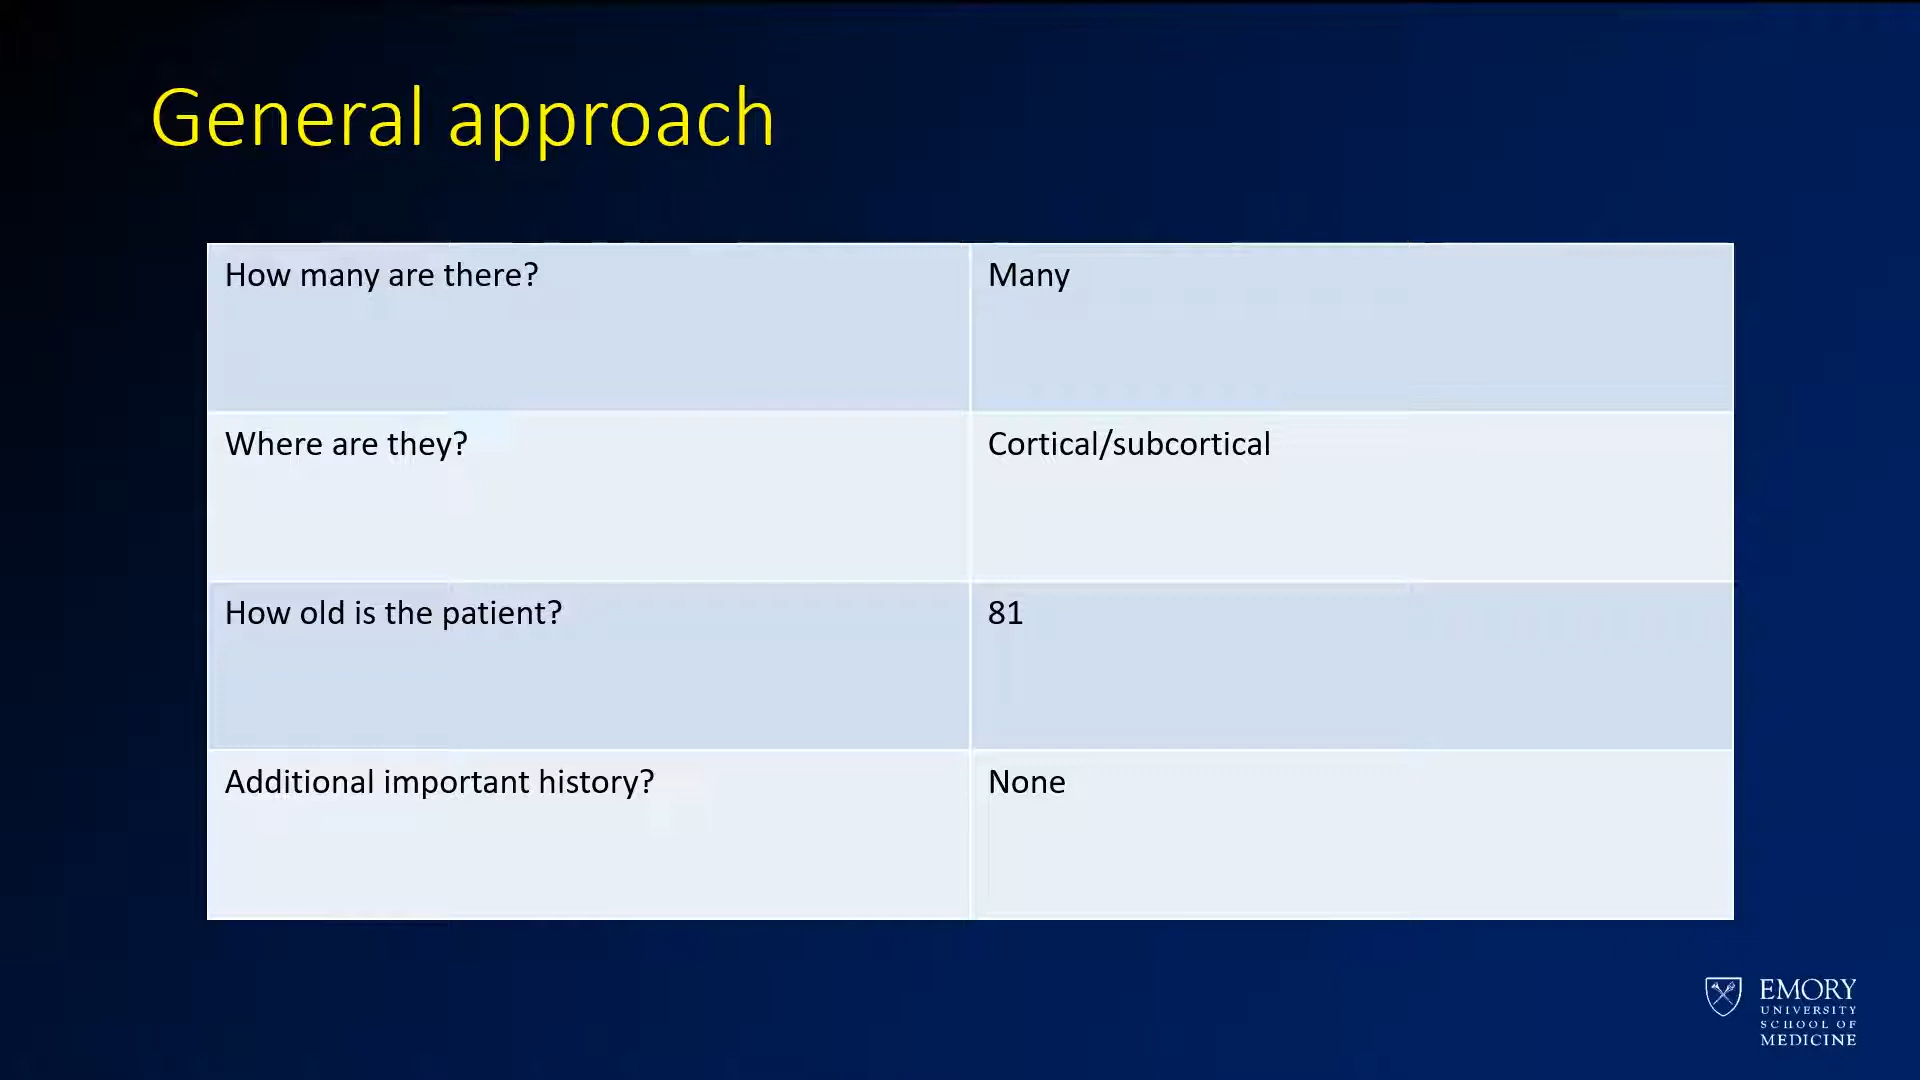 General approach
How many are there?
Many
Where are they?
Cortical/subcortical
How old is the patient?
81
Additional important history?
None
EMORY
UNIVERSITY
SCHOOL OF
MEDICINE